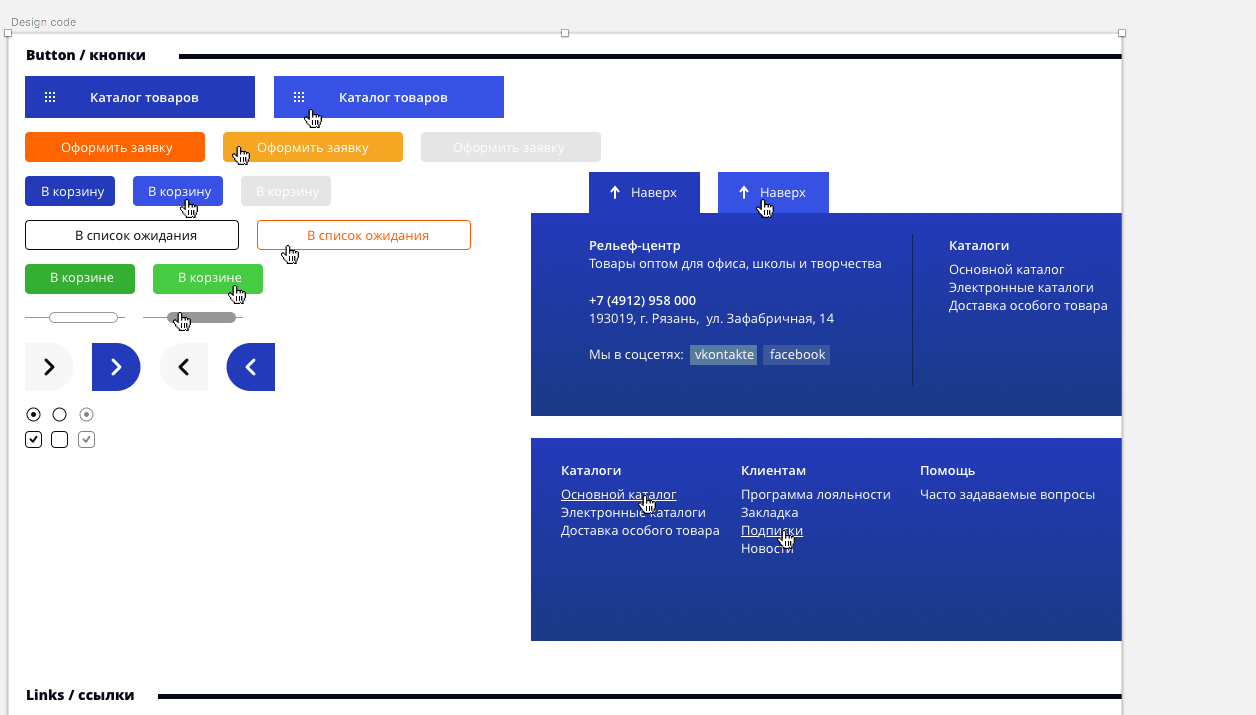 Design code
Button / кнопки
Каталог товаров
Каталог товаров
Оформить заявку
Оформить заявку
Оформить заявку
В корзину
В корзину
В корзину
В список ожидания
В список ожидания
В корзине
В корзине
Наверх
Наверх
Рельеф-центр
Товары оптом для офиса, школы и творчества
+7 (4912) 958 000
193019, г. Рязань, ул. Зафабричная, 14
Мы в соцсетях: vkontakte facebook
Каталоги
Основной каталог
Электронные каталоги
Доставка особого товара
Каталоги
Основной каталог
Электронные каталоги
Доставка особого товара
Клиентам
Программа лояльности
Закладка
Подписки
Новости
Помощь
Часто задаваемые вопросы
Links / ссылки